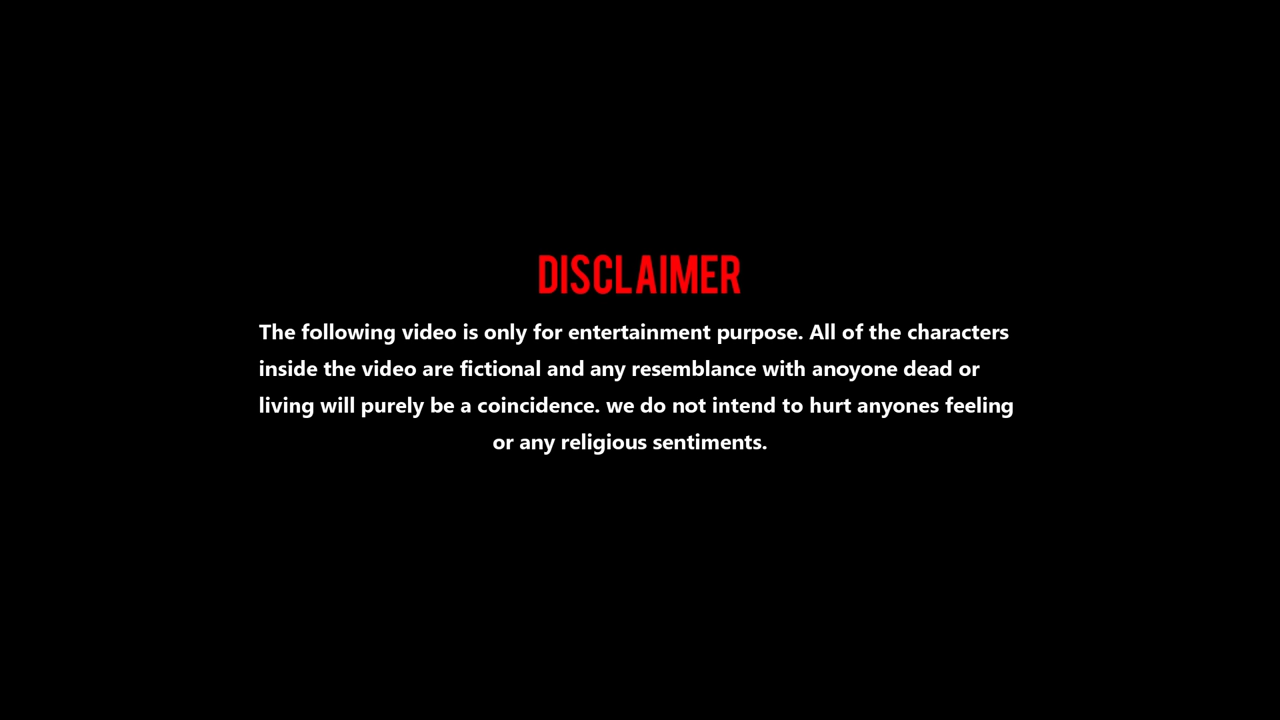 DISCLAIMER
The following video is only for entertainment purpose. All of the characters
inside the video are fictional and any resemblance with anoyone dead or
living will purely be a coincidence. we do not intend to hurt anyones feeling
or any religious sentiments.